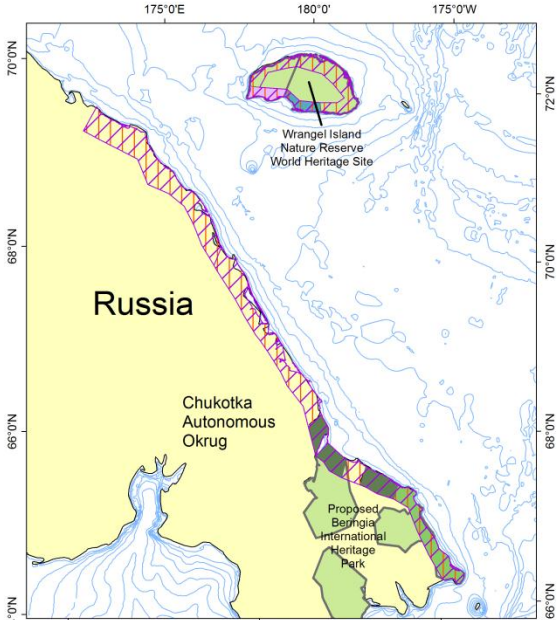 175°0'E
180°0'
175°0'W
70°0'N
72°0'N
Wrangel Island
Nature Reserve
World Heritage Site
68°0'N
70°0'N
Russia
Chukotka
Autonomous
Okrug
66°0'N
68°0'N
Proposed
Beringia
International
Heritage
Park
°0'N
66°0'N